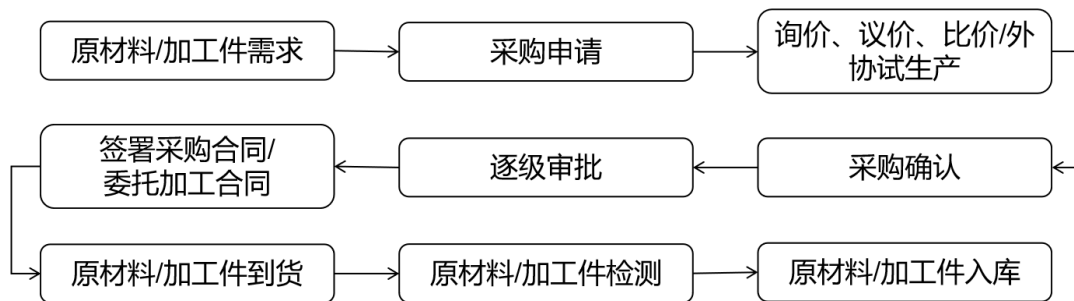 原材料/加工件需求
采购申请
询价、议价、比价/外
协试生产
签署采购合同/
委托加工合同
逐级审批
采购确认
原材料/加工件到货
原材料/加工件检测
原材料/加工件入库